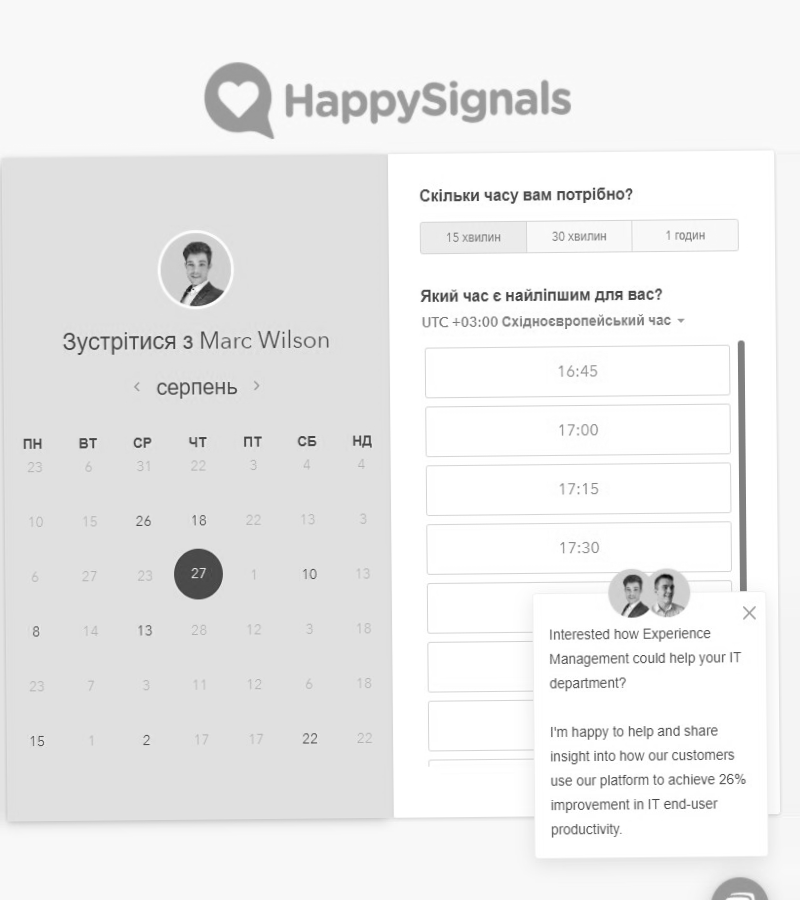 HappySignals
Зустрітися з Marc Wilson
серпень
ПН ВТ СР ЧТ ПТ СБ НД
23 6 31 22 3 4 4
10 15 26 18 22 13 3
6 27 23 27 1 10 13
8 14 13 28 12 3 18
23 7 3 11 12 6 18
15 1 2 17 17 22 22
Скільки часу вам потрібно?
15 хвилин 30 хвилин 1 годин
Який час є найліпшим для вас?
UTC +03:00 Східноєвропейський час
16:45
17:00
17:15
17:30
Interested how Experience
Management could help your IT
department?
I'm happy to help and share
insight into how our customers
use our platform to achieve 26%
improvement in IT end-user
productivity.